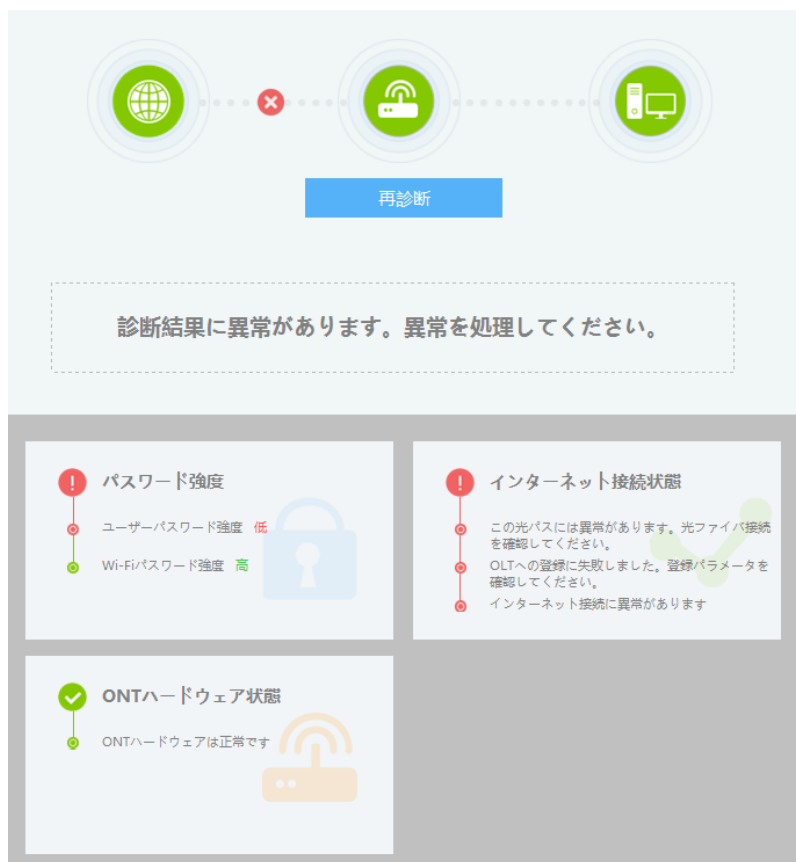 再診断
診断結果に異常があります。異常を処理してください。
パスワード強度
ユーザーパスワード強度 低
Wi-Fiパスワード強度 高
インターネット接続状態
この光パスには異常があります。光ファイバ接続
を確認してください。
OLTへの登録に失敗しました。登録パラメータを
確認してください。
インターネット接続に異常があります
ONTハードウェア状態
ONTハードウェアは正常です